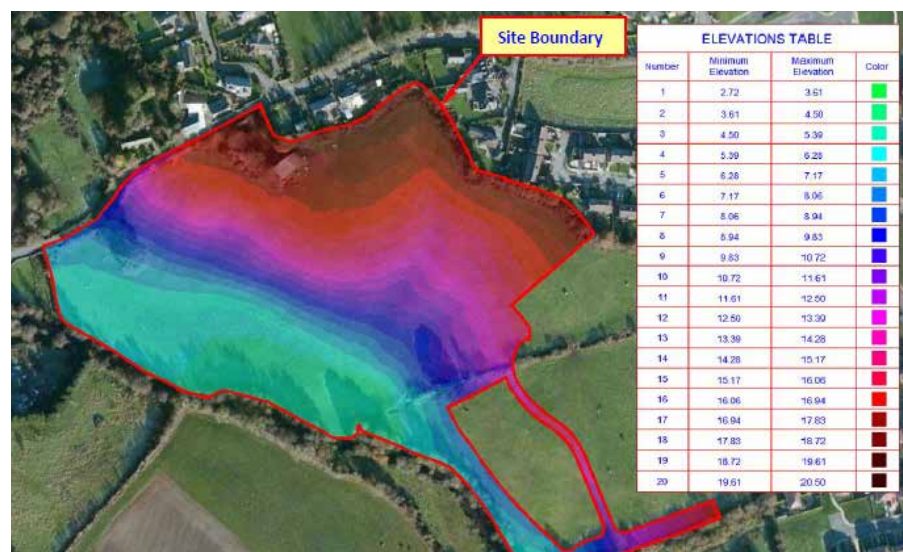 Site Boundary
ELEVATIONS TABLE
Number Minimum Elevation Maximum Elevation Color
1 2.72 3.61
2 3.61 4.50
3 4.50 5.39
4 5.39 6.28
5 6.28 7.17
6 7.17 8.06
7 8.06 8.94
8 8.94 9.83
9 9.83 10.72
10 10.72 11.61
11 11.61 12.50
12 12.50 13.39
13 13.39 14.28
14 14.28 15.17
15 15.17 16.06
16 16.06 16.94
17 16.94 17.83
18 17.83 18.72
19 18.72 19.61
20 19.61 20.50